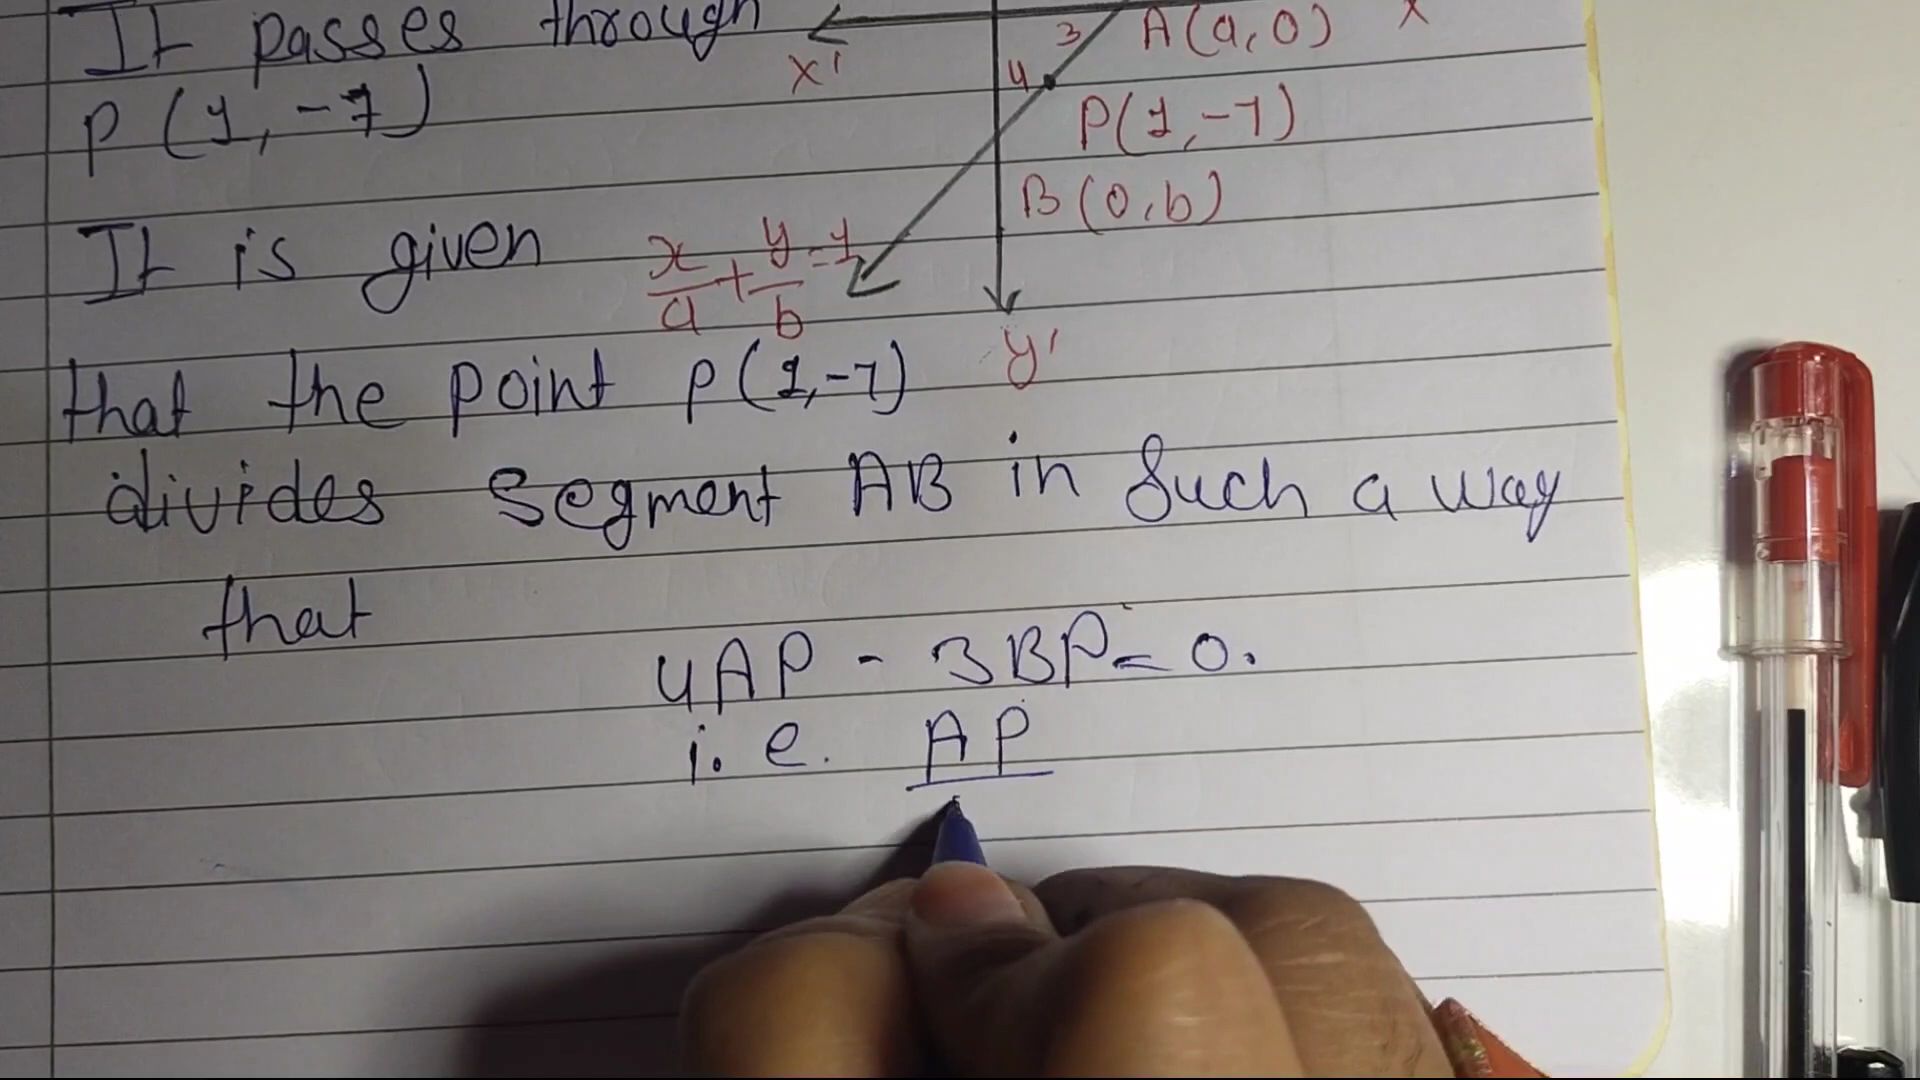 It passes through
P (1, -7)
X'
3
A (a, 0)
X
4
P(1, -7)
B (0, b)
It is given
x/a + y/b = 1
y'
that the point P(1, -7)
divides segment AB in such a way
that
4AP - 3BP = 0.
i.e. AP